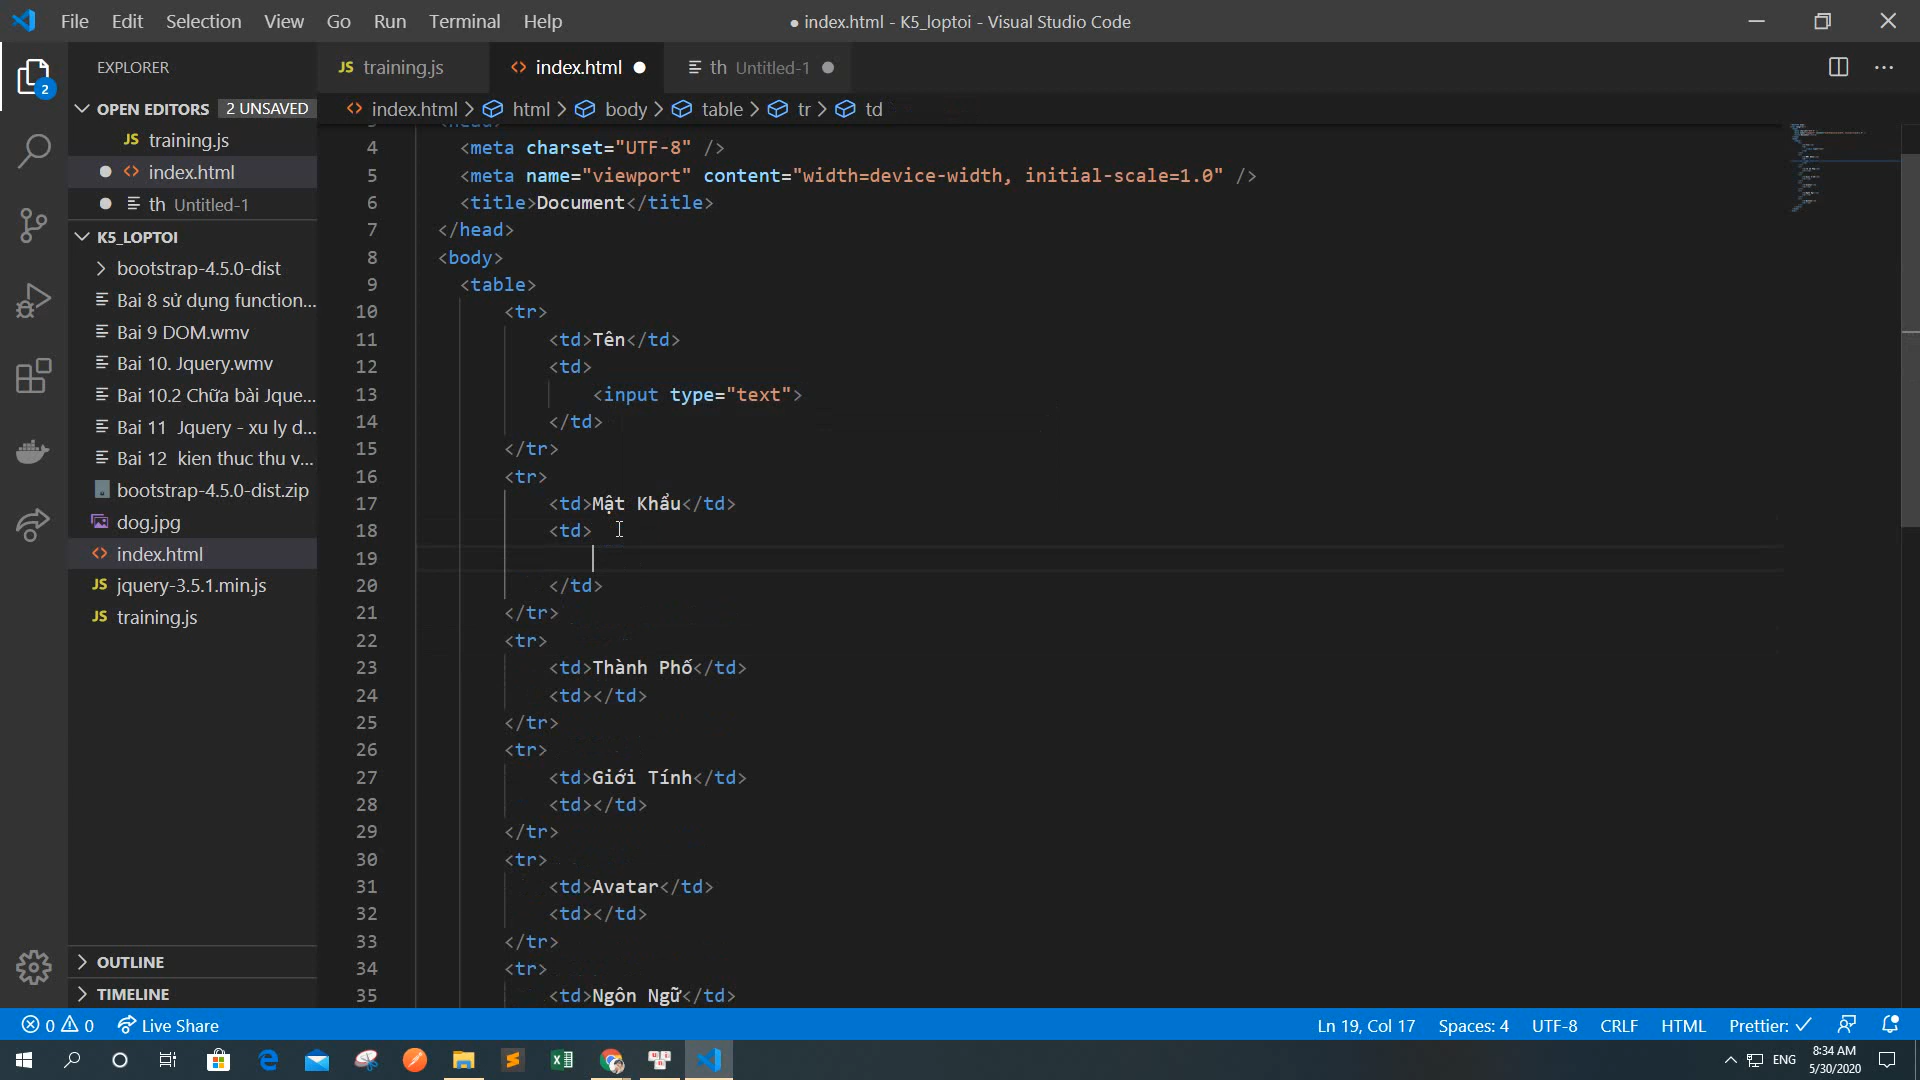 File Edit Selection View Go Run Terminal Help
● index.html - K5_loptoi - Visual Studio Code
EXPLORER
OPEN EDITORS 2 UNSAVED
JS training.js
index.html
th Untitled-1
K5_LOPTOI
bootstrap-4.5.0-dist
Bai 8 sử dụng function...
Bai 9 DOM.wmv
Bai 10. Jquery.wmv
Bai 10.2 Chữa bài Jque...
Bai 11 Jquery - xu ly d...
Bai 12 kien thuc thu v...
bootstrap-4.5.0-dist.zip
dog.jpg
index.html
JS jquery-3.5.1.min.js
JS training.js
OUTLINE
TIMELINE
2
JS training.js
index.html
th Untitled-1
index.html > html > body > table > tr > td
4 <meta charset="UTF-8" />
5 <meta name="viewport" content="width=device-width, initial-scale=1.0" />
6 <title>Document</title>
7 </head>
8 <body>
9 <table>
10 <tr>
11 <td>Tên</td>
12 <td>
13 <input type="text">
14 </td>
15 </tr>
16 <tr>
17 <td>Mật Khẩu</td>
18 <td>
19
20 </td>
21 </tr>
22 <tr>
23 <td>Thành Phố</td>
24 <td></td>
25 </tr>
26 <tr>
27 <td>Giới Tính</td>
28 <td></td>
29 </tr>
30 <tr>
31 <td>Avatar</td>
32 <td></td>
33 </tr>
34 <tr>
35 <td>Ngôn Ngữ</td>
0 0 Live Share
Ln 19, Col 17 Spaces: 4 UTF-8 CRLF HTML Prettier: ✓
ENG
8:34 AM
5/30/2020